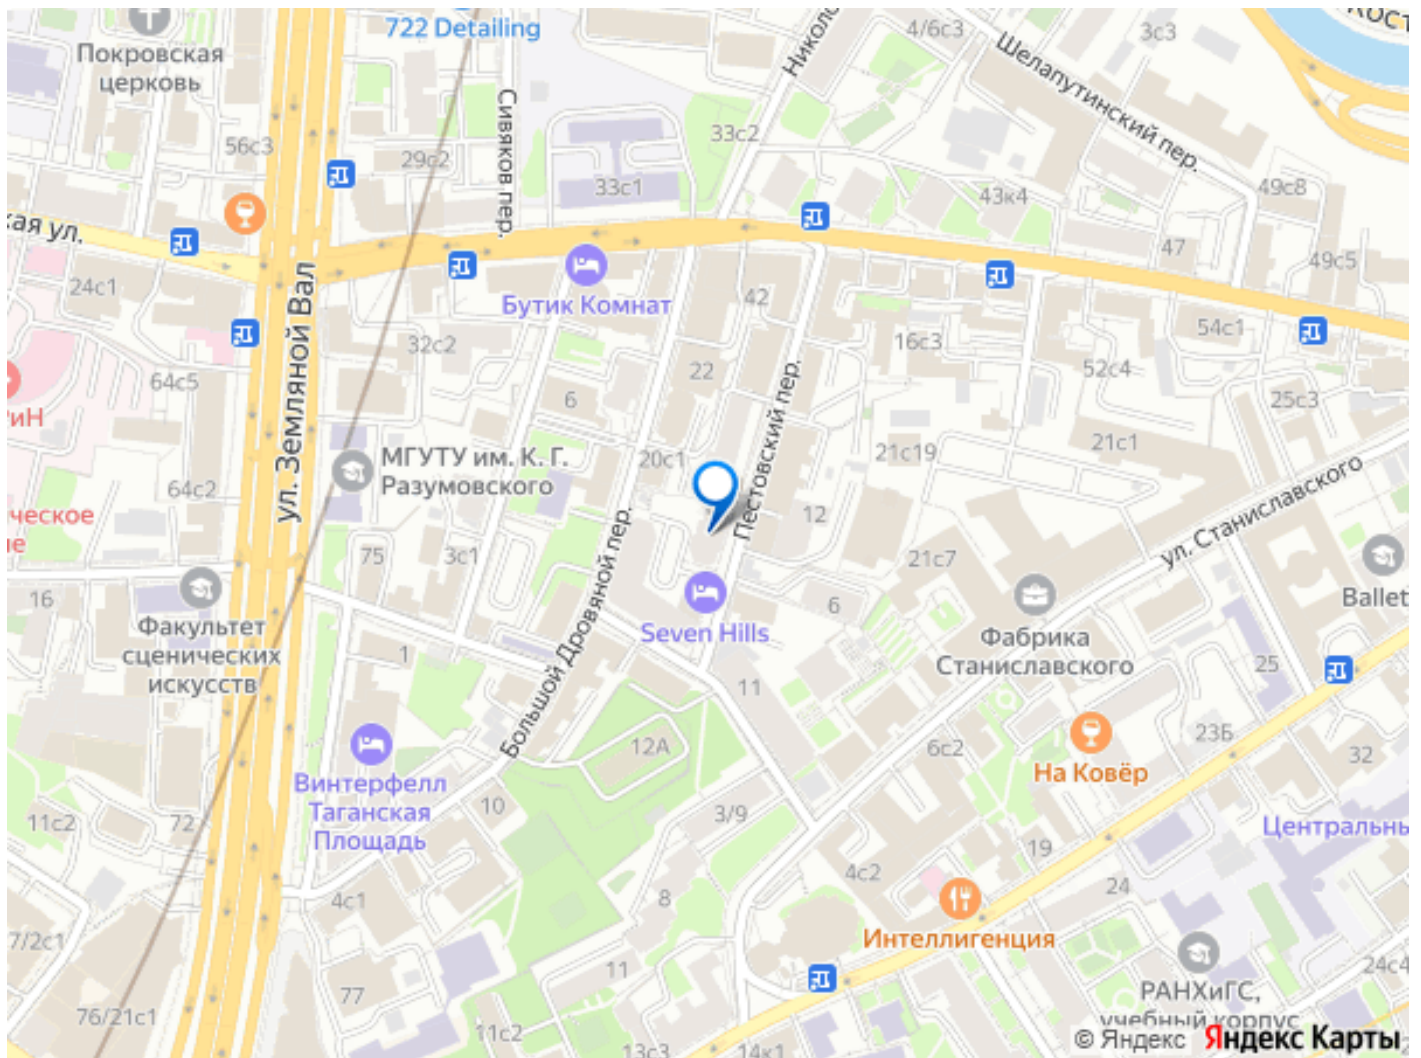 722 Detailing
Покровская
церковь
Николо
4/6с3
3с3
Кост
Шелапутинский пер.
56с3
29с2
Сивяков пер.
33с2
33с1
43к4
49с8
кая ул.
24с1
ул. Земляной Вал
Бутик Комнат
42
47
49с5
54с1
32с2
16с3
52с4
64с5
22
6
25с3
РиН
Пестовский пер.
МГУТУ им. К. Г.
Разумовского
20с1
21с19
21с1
64с2
ческое
ие
12
ул. Станиславского
75
3с1
Большой Дровяной пер.
21с7
16
6
Ballet
Факультет
сценических
искусств
Seven Hills
Фабрика
Станиславского
1
11
25
12А
6с2
23Б
32
Винтерфелл
Таганская
Площадь
На Ковёр
10
3/9
11с2
72
Центральны
19
4с1
8
4с2
24
7/2с1
Интеллигенция
11
77
24с4
76/21с1
РАНХиГС,
учебный корпус
11с2
13с3
14к1
© Яндекс Яндекс Карты